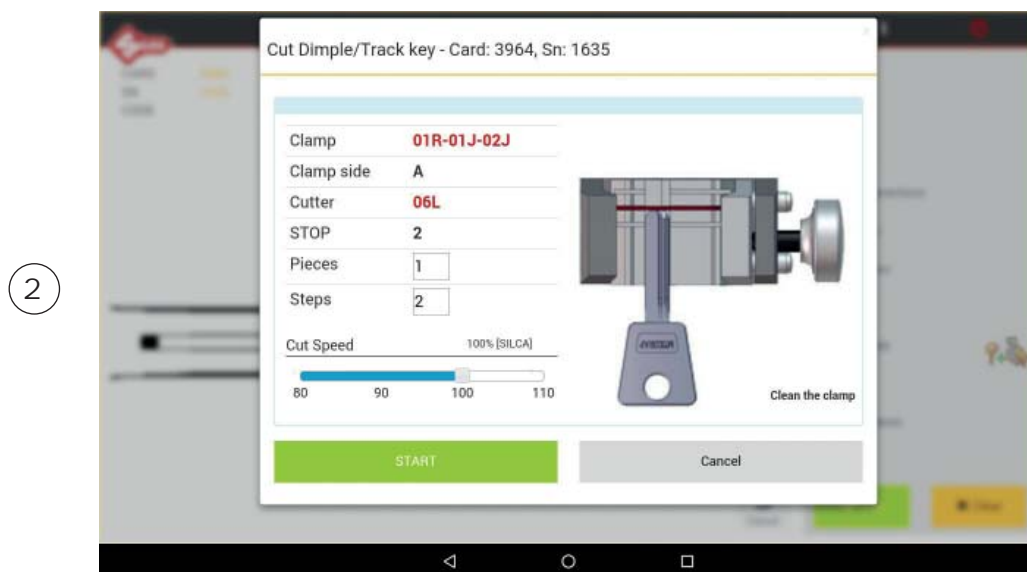 Cut Dimple/Track key - Card: 3964, Sn: 1635
Clamp 01R-01J-02J
Clamp side A
Cutter 06L
STOP 2
Pieces 1
Steps 2
Cut Speed 100% [SILCA]
80 90 100 110
Clean the clamp
START Cancel
2